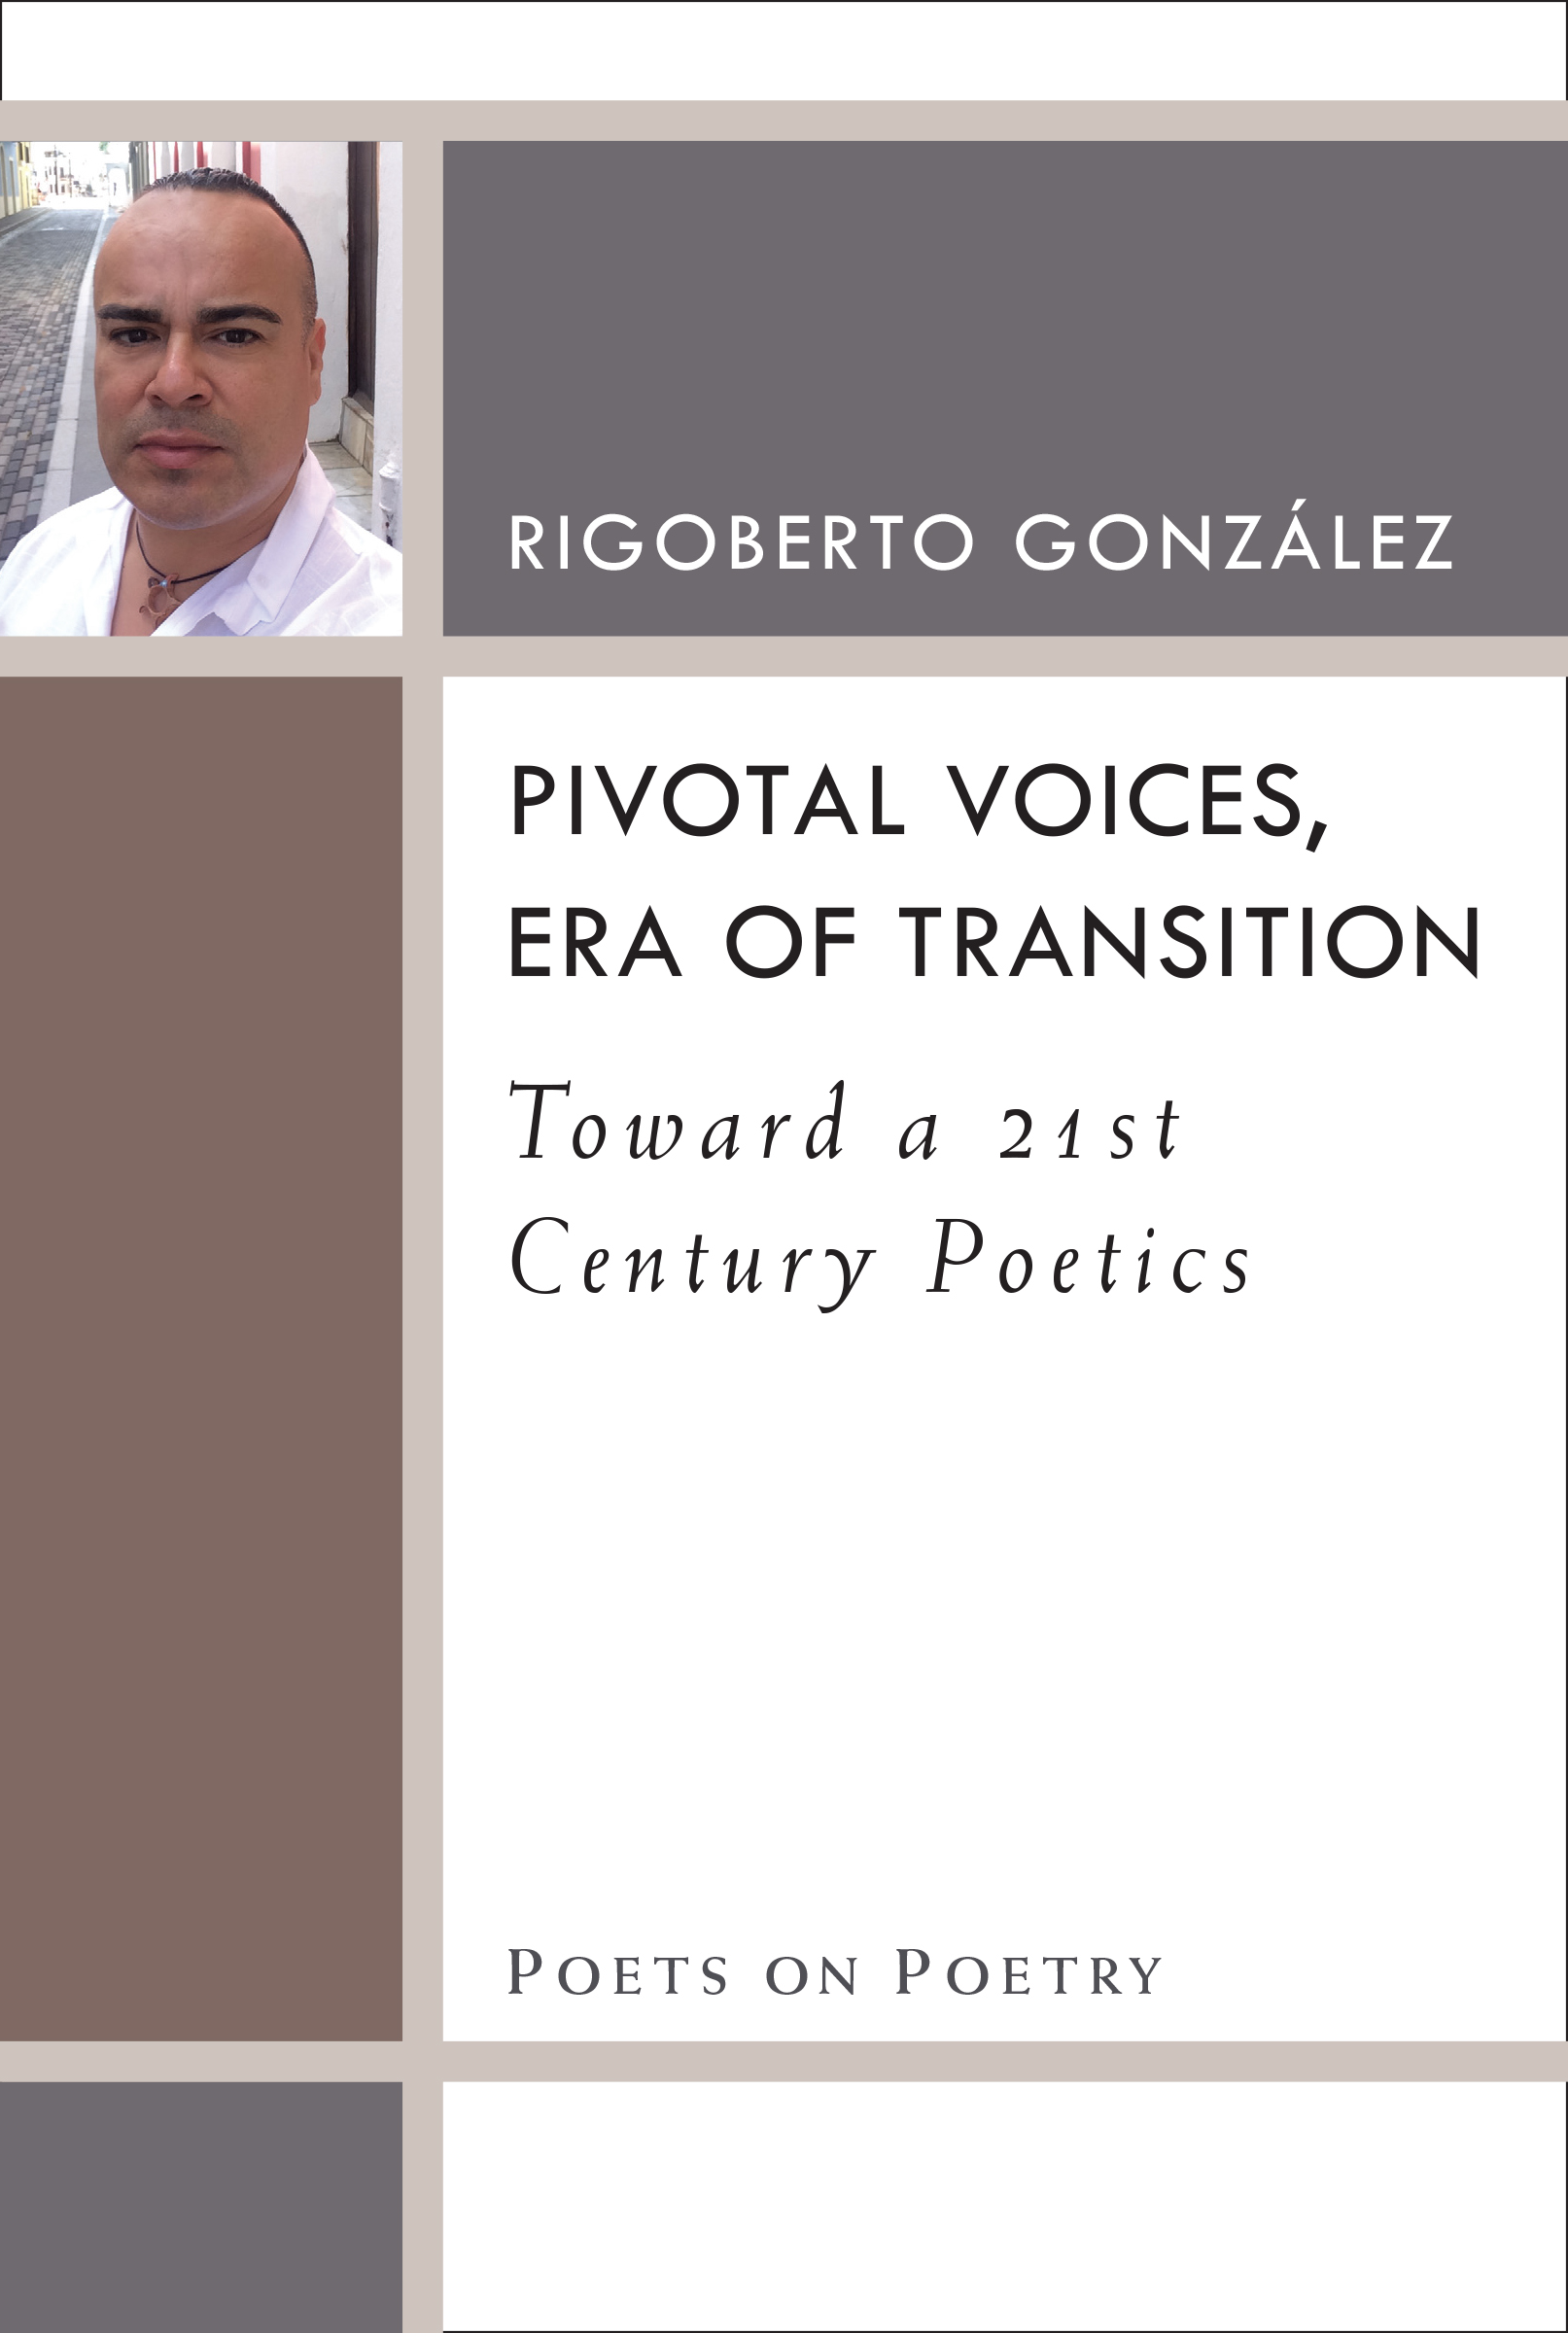 RIGOBERTO GONZÁLEZ
PIVOTAL VOICES,
ERA OF TRANSITION
Toward a 21st
Century Poetics
POETS ON POETRY